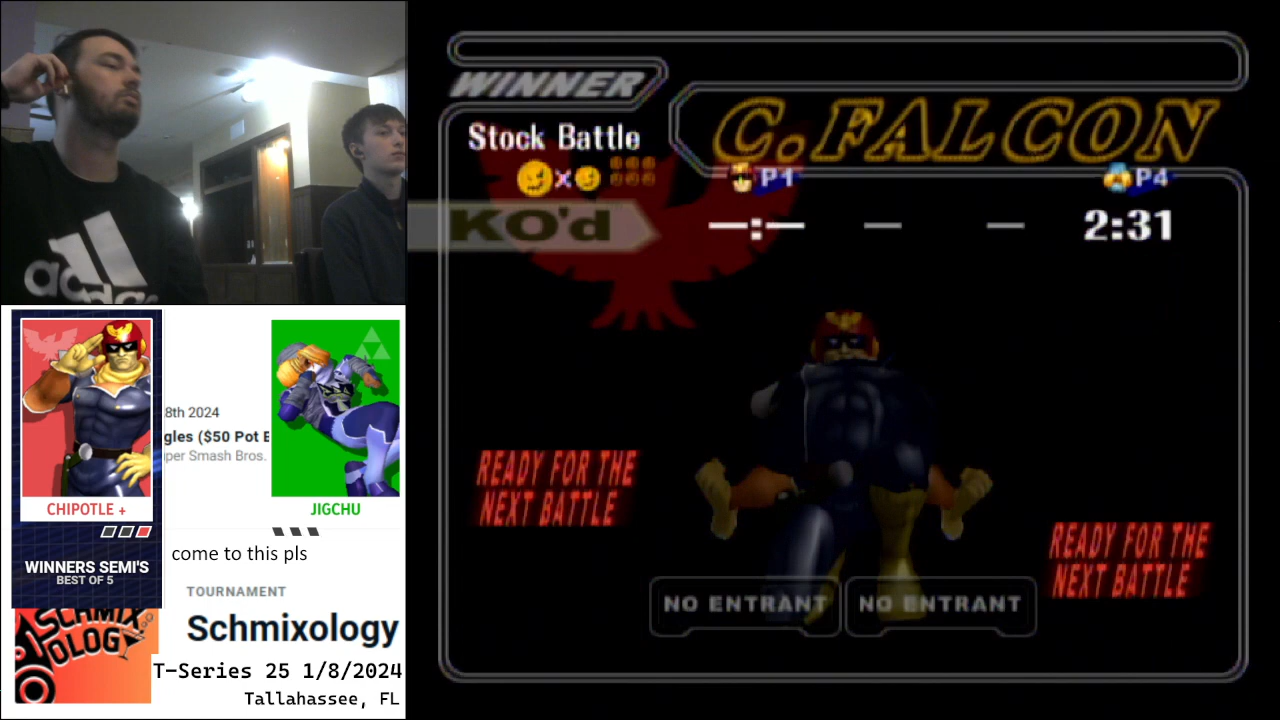 WINNER
C.FALCON
Stock Battle
P1
P4
KO'd
2:31
READY FOR THE
NEXT BATTLE
READY FOR THE
NEXT BATTLE
NO ENTRANT
NO ENTRANT
adidas
CHIPOTLE +
JIGCHU
8th 2024
gles ($50 Pot B
per Smash Bros.
WINNERS SEMI'S
BEST OF 5
come to this pls
TOURNAMENT
Schmixology
SCHMIX
OLOGY
T-Series 25 1/8/2024
Tallahassee, FL